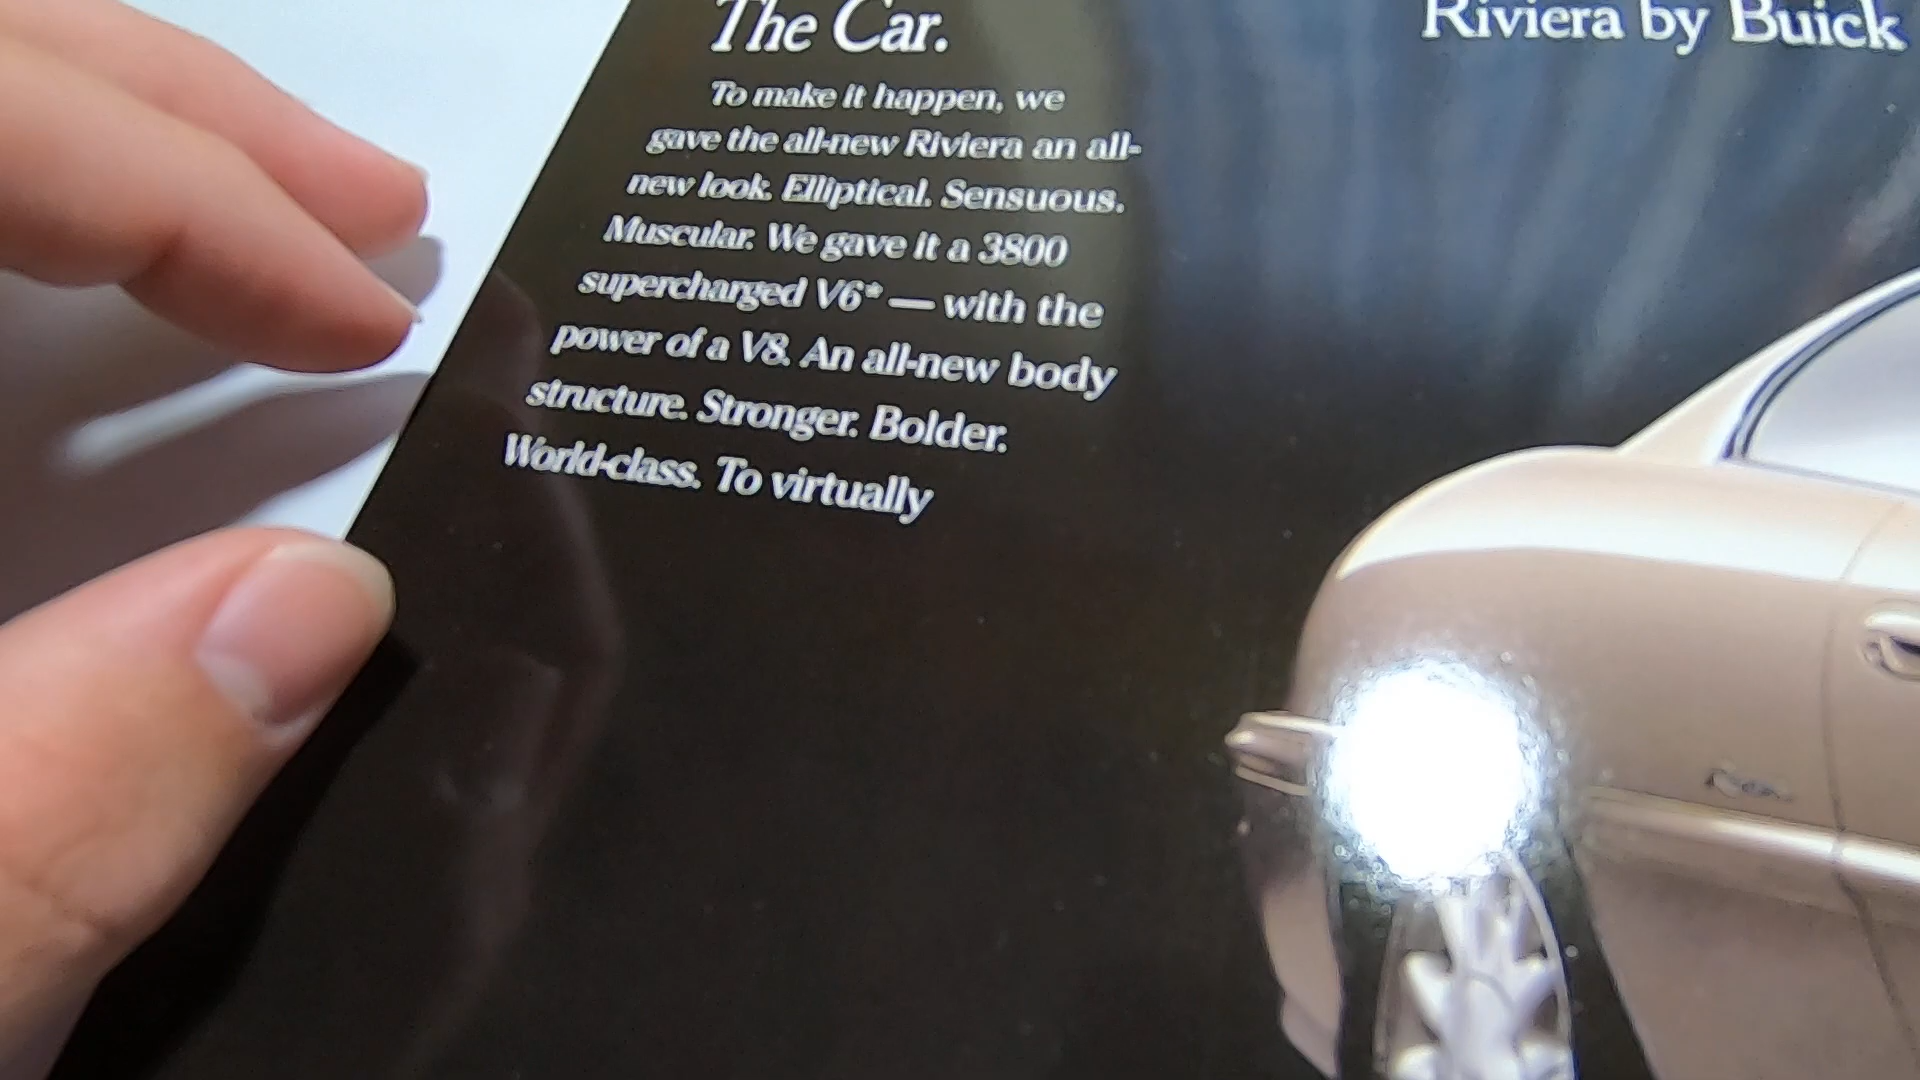 The Car.
Riviera by Buick
To make it happen, we
gave the all-new Riviera an all-
new look. Elliptical. Sensuous.
Muscular. We gave it a 3800
supercharged V6* — with the
power of a V8. An all-new body
structure. Stronger. Bolder.
World-class. To virtually